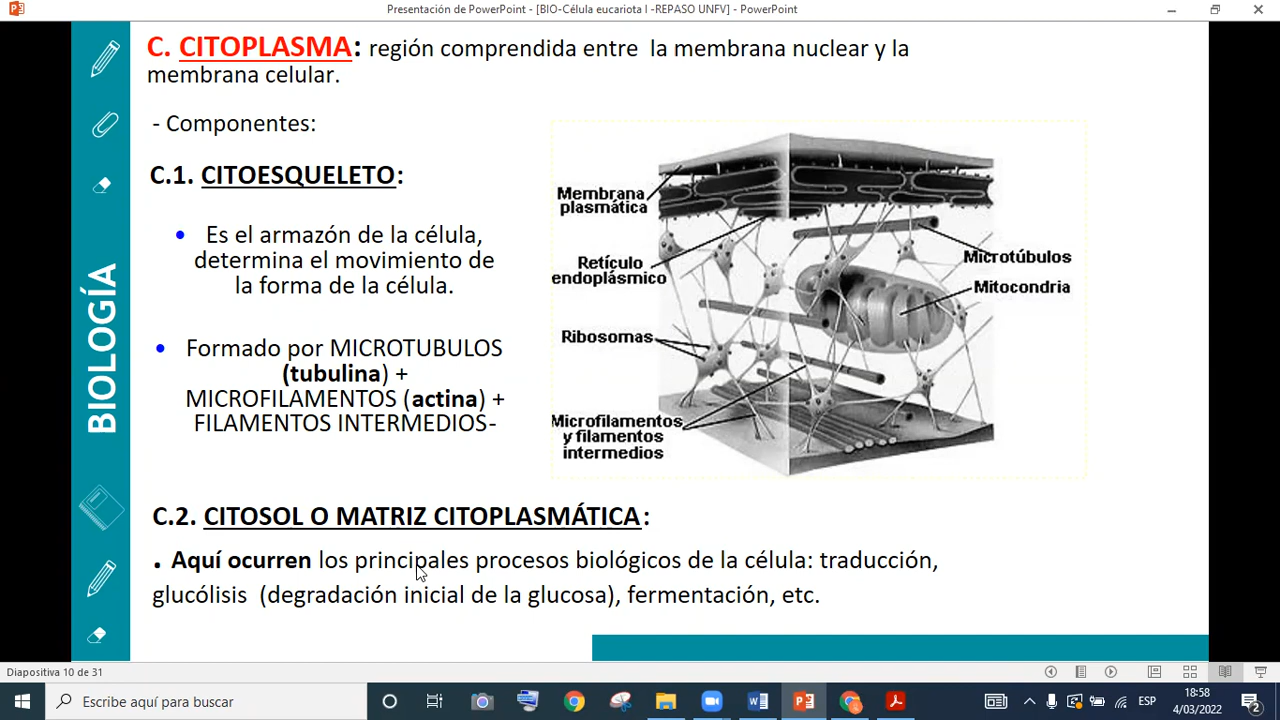 Presentación de PowerPoint - [BIO-Célula eucariota I -REPASO UNFV] - PowerPoint
C. CITOPLASMA: región comprendida entre la membrana nuclear y la
membrana celular.
- Componentes:
C.1. CITOESQUELETO:
• Es el armazón de la célula,
determina el movimiento de
la forma de la célula.
• Formado por MICROTUBULOS
(tubulina) +
MICROFILAMENTOS (actina) +
FILAMENTOS INTERMEDIOS-
Membrana
plasmática
Retículo
endoplásmico
Ribosomas
Microfilamentos
y filamentos
intermedios
Microtúbulos
Mitocondria
C.2. CITOSOL O MATRIZ CITOPLASMÁTICA:
. Aquí ocurren los principales procesos biológicos de la célula: traducción,
glucólisis (degradación inicial de la glucosa), fermentación, etc.
BIOLOGÍA
Diapositiva 10 de 31
Escribe aquí para buscar
ESP
18:58
4/03/2022
2